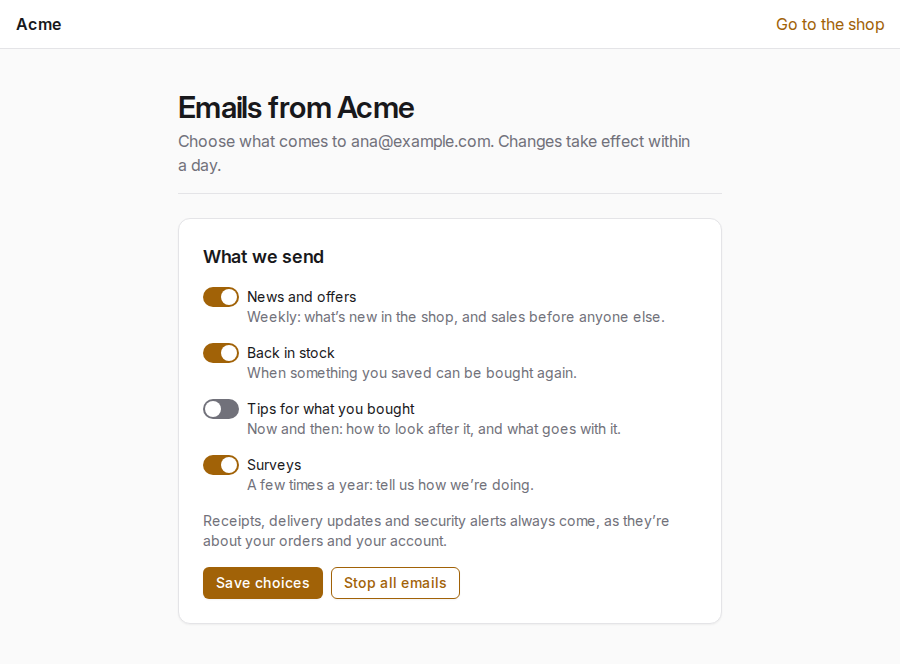 Acme
Go to the shop
Emails from Acme
Choose what comes to ana@example.com. Changes take effect within
a day.
What we send
News and offers
Weekly: what’s new in the shop, and sales before anyone else.
Back in stock
When something you saved can be bought again.
Tips for what you bought
Now and then: how to look after it, and what goes with it.
Surveys
A few times a year: tell us how we’re doing.
Receipts, delivery updates and security alerts always come, as they’re
about your orders and your account.
Save choices
Stop all emails